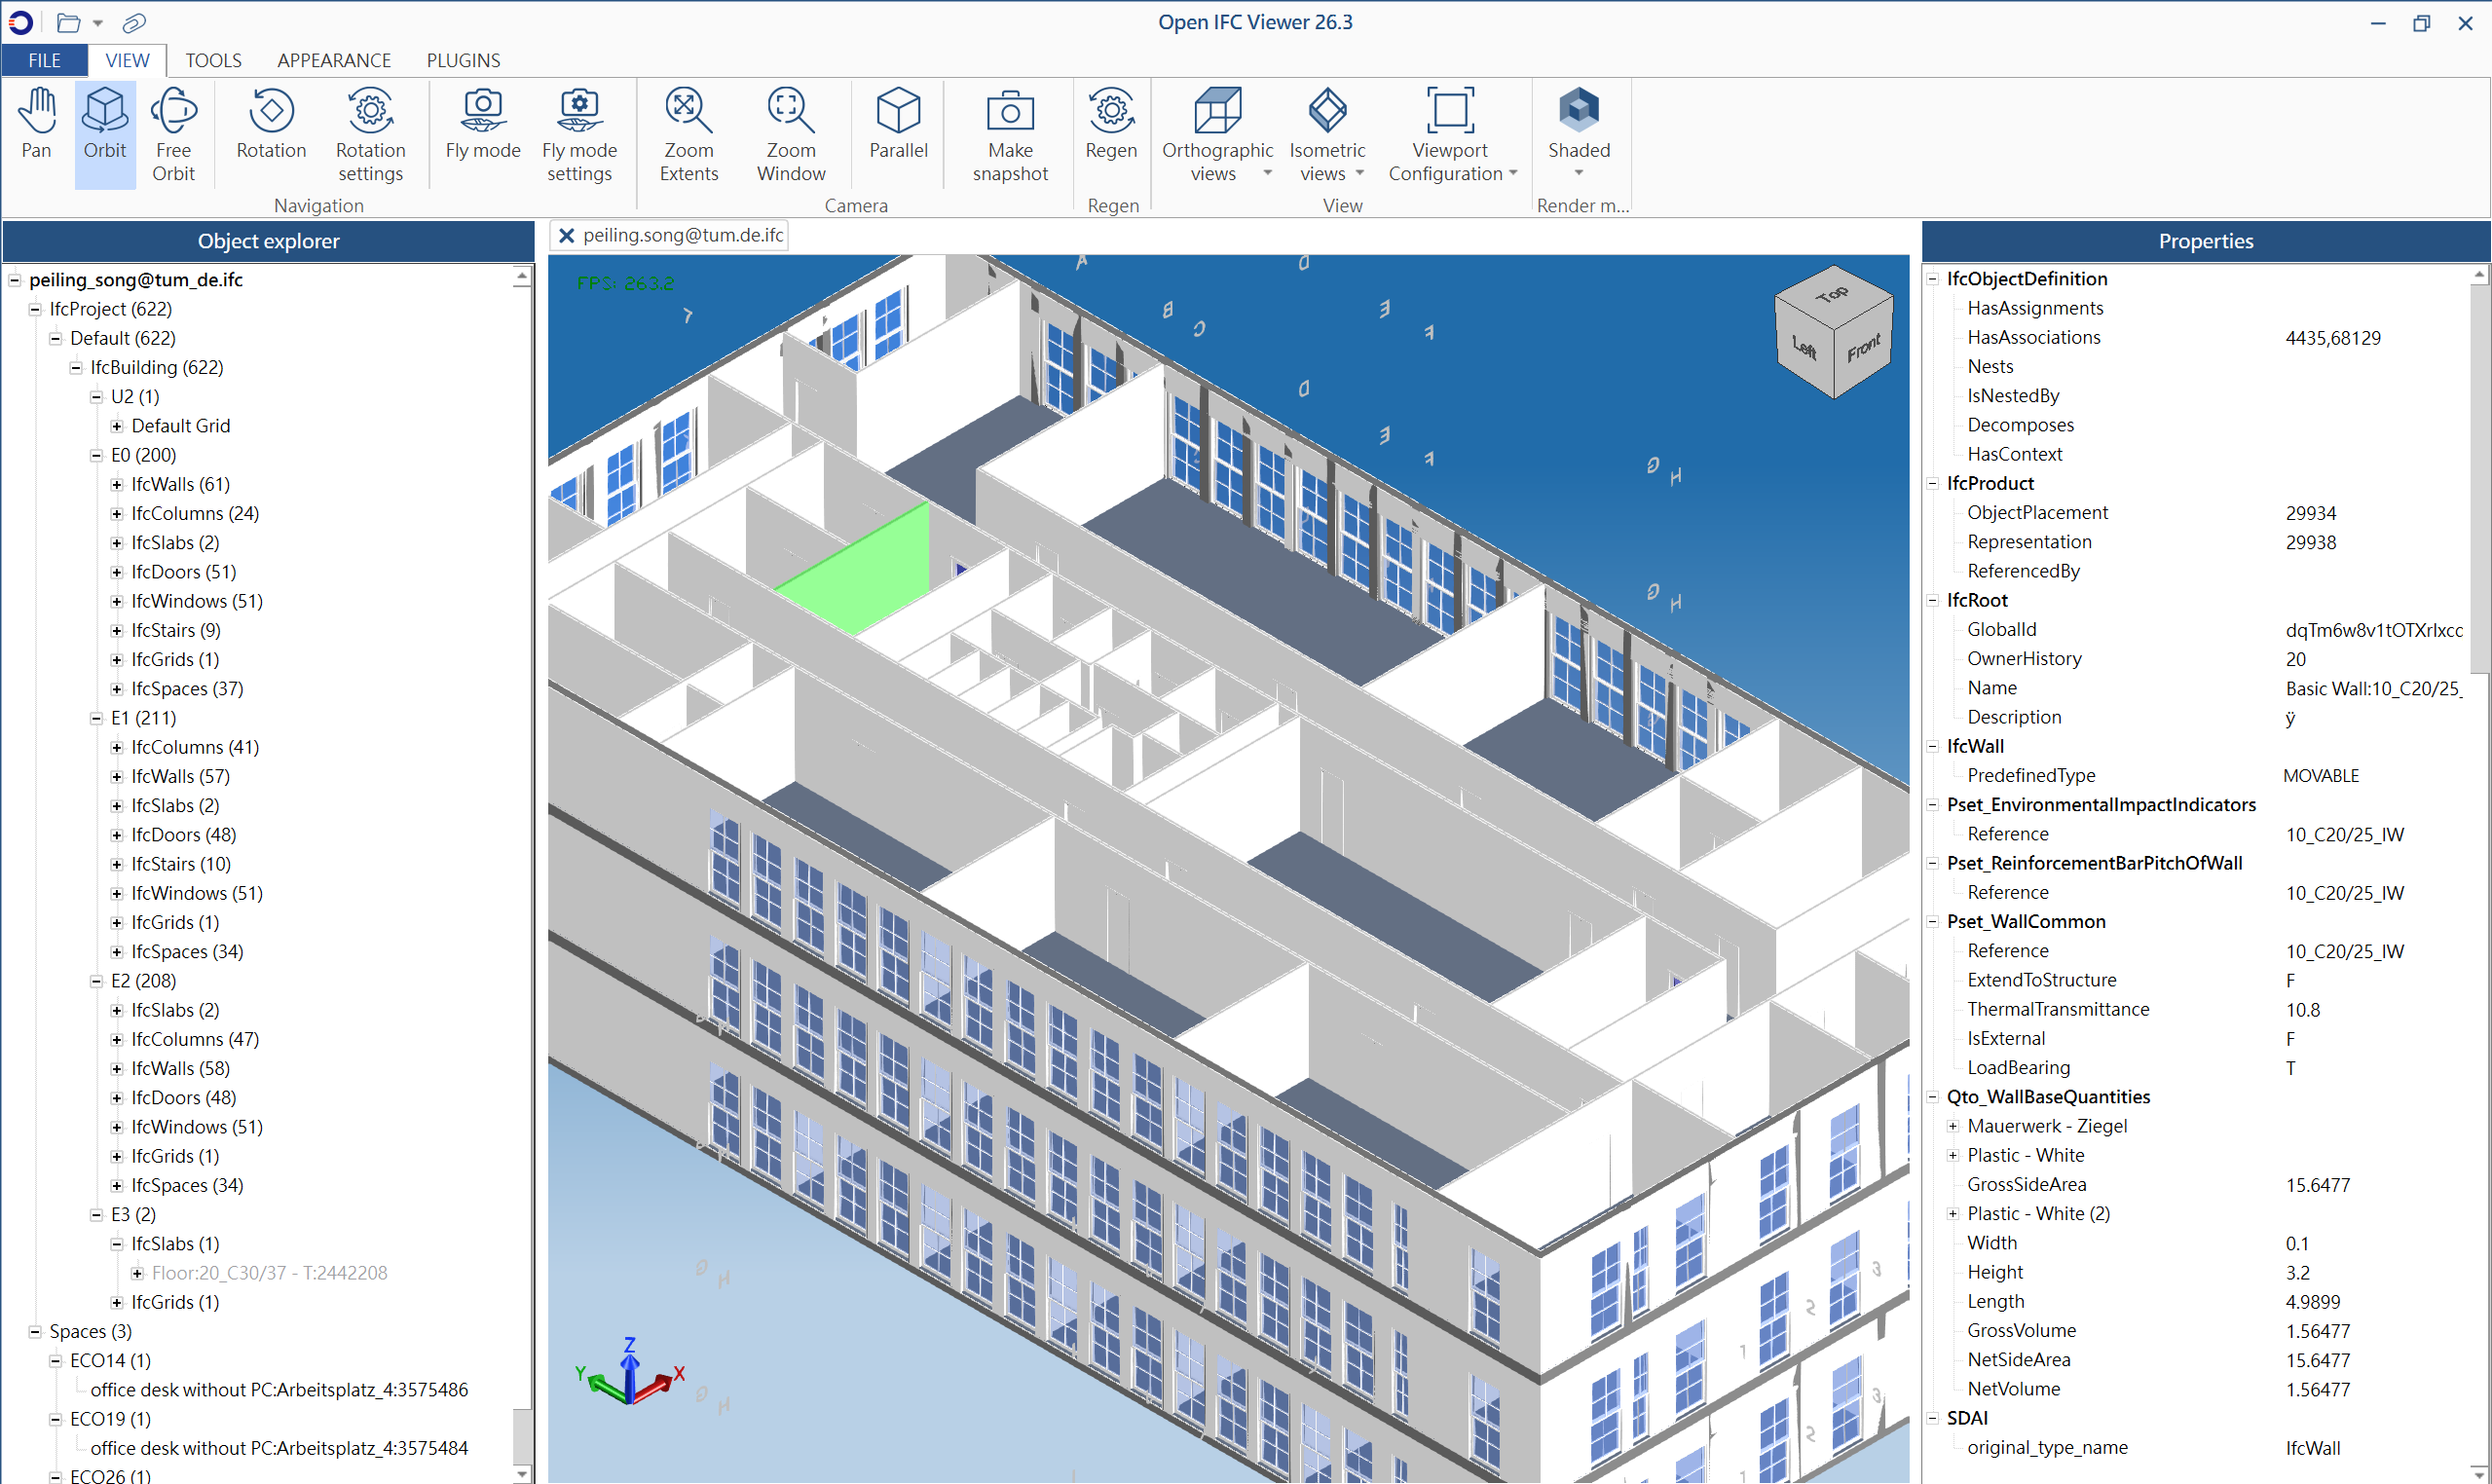 Open IFC Viewer 26.3
FILE VIEW TOOLS APPEARANCE PLUGINS
Pan
Orbit
Free Orbit
Rotation
Rotation settings
Fly mode
Fly mode settings
Zoom Extents
Zoom Window
Parallel
Make snapshot
Regen
Orthographic views
Isometric views
Viewport Configuration
Shaded
Navigation
Camera
Regen
View
Render m...
Object explorer
peiling_song@tum_de.ifc
IfcProject (622)
Default (622)
IfcBuilding (622)
U2 (1)
Default Grid
E0 (200)
IfcWalls (61)
IfcColumns (24)
IfcSlabs (2)
IfcDoors (51)
IfcWindows (51)
IfcStairs (9)
IfcGrids (1)
IfcSpaces (37)
E1 (211)
IfcColumns (41)
IfcWalls (57)
IfcSlabs (2)
IfcDoors (48)
IfcStairs (10)
IfcWindows (51)
IfcGrids (1)
IfcSpaces (34)
E2 (208)
IfcSlabs (2)
IfcColumns (47)
IfcWalls (58)
IfcDoors (48)
IfcWindows (51)
IfcGrids (1)
IfcSpaces (34)
E3 (2)
IfcSlabs (1)
Floor:20_C30/37 - T:2442208
IfcGrids (1)
Spaces (3)
ECO14 (1)
office desk without PC:Arbeitsplatz_4:3575486
ECO19 (1)
office desk without PC:Arbeitsplatz_4:3575484
ECO26 (1)
peiling.song@tum.de.ifc
FPS: 263.2
Top
Left
Front
Z
Y
X
Properties
IfcObjectDefinition
HasAssignments
HasAssociations 4435,68129
Nests
IsNestedBy
Decomposes
HasContext
IfcProduct
ObjectPlacement 29934
Representation 29938
ReferencedBy
IfcRoot
GlobalId dqTm6w8v1tOTXrlxcc
OwnerHistory 20
Name Basic Wall:10_C20/25_
Description ÿ
IfcWall
PredefinedType MOVABLE
Pset_EnvironmentalImpactIndicators
Reference 10_C20/25_IW
Pset_ReinforcementBarPitchOfWall
Reference 10_C20/25_IW
Pset_WallCommon
Reference 10_C20/25_IW
ExtendToStructure F
ThermalTransmittance 10.8
IsExternal F
LoadBearing T
Qto_WallBaseQuantities
Mauerwerk - Ziegel
Plastic - White
GrossSideArea 15.6477
Plastic - White (2)
Width 0.1
Height 3.2
Length 4.9899
GrossVolume 1.56477
NetSideArea 15.6477
NetVolume 1.56477
SDAI
original_type_name IfcWall